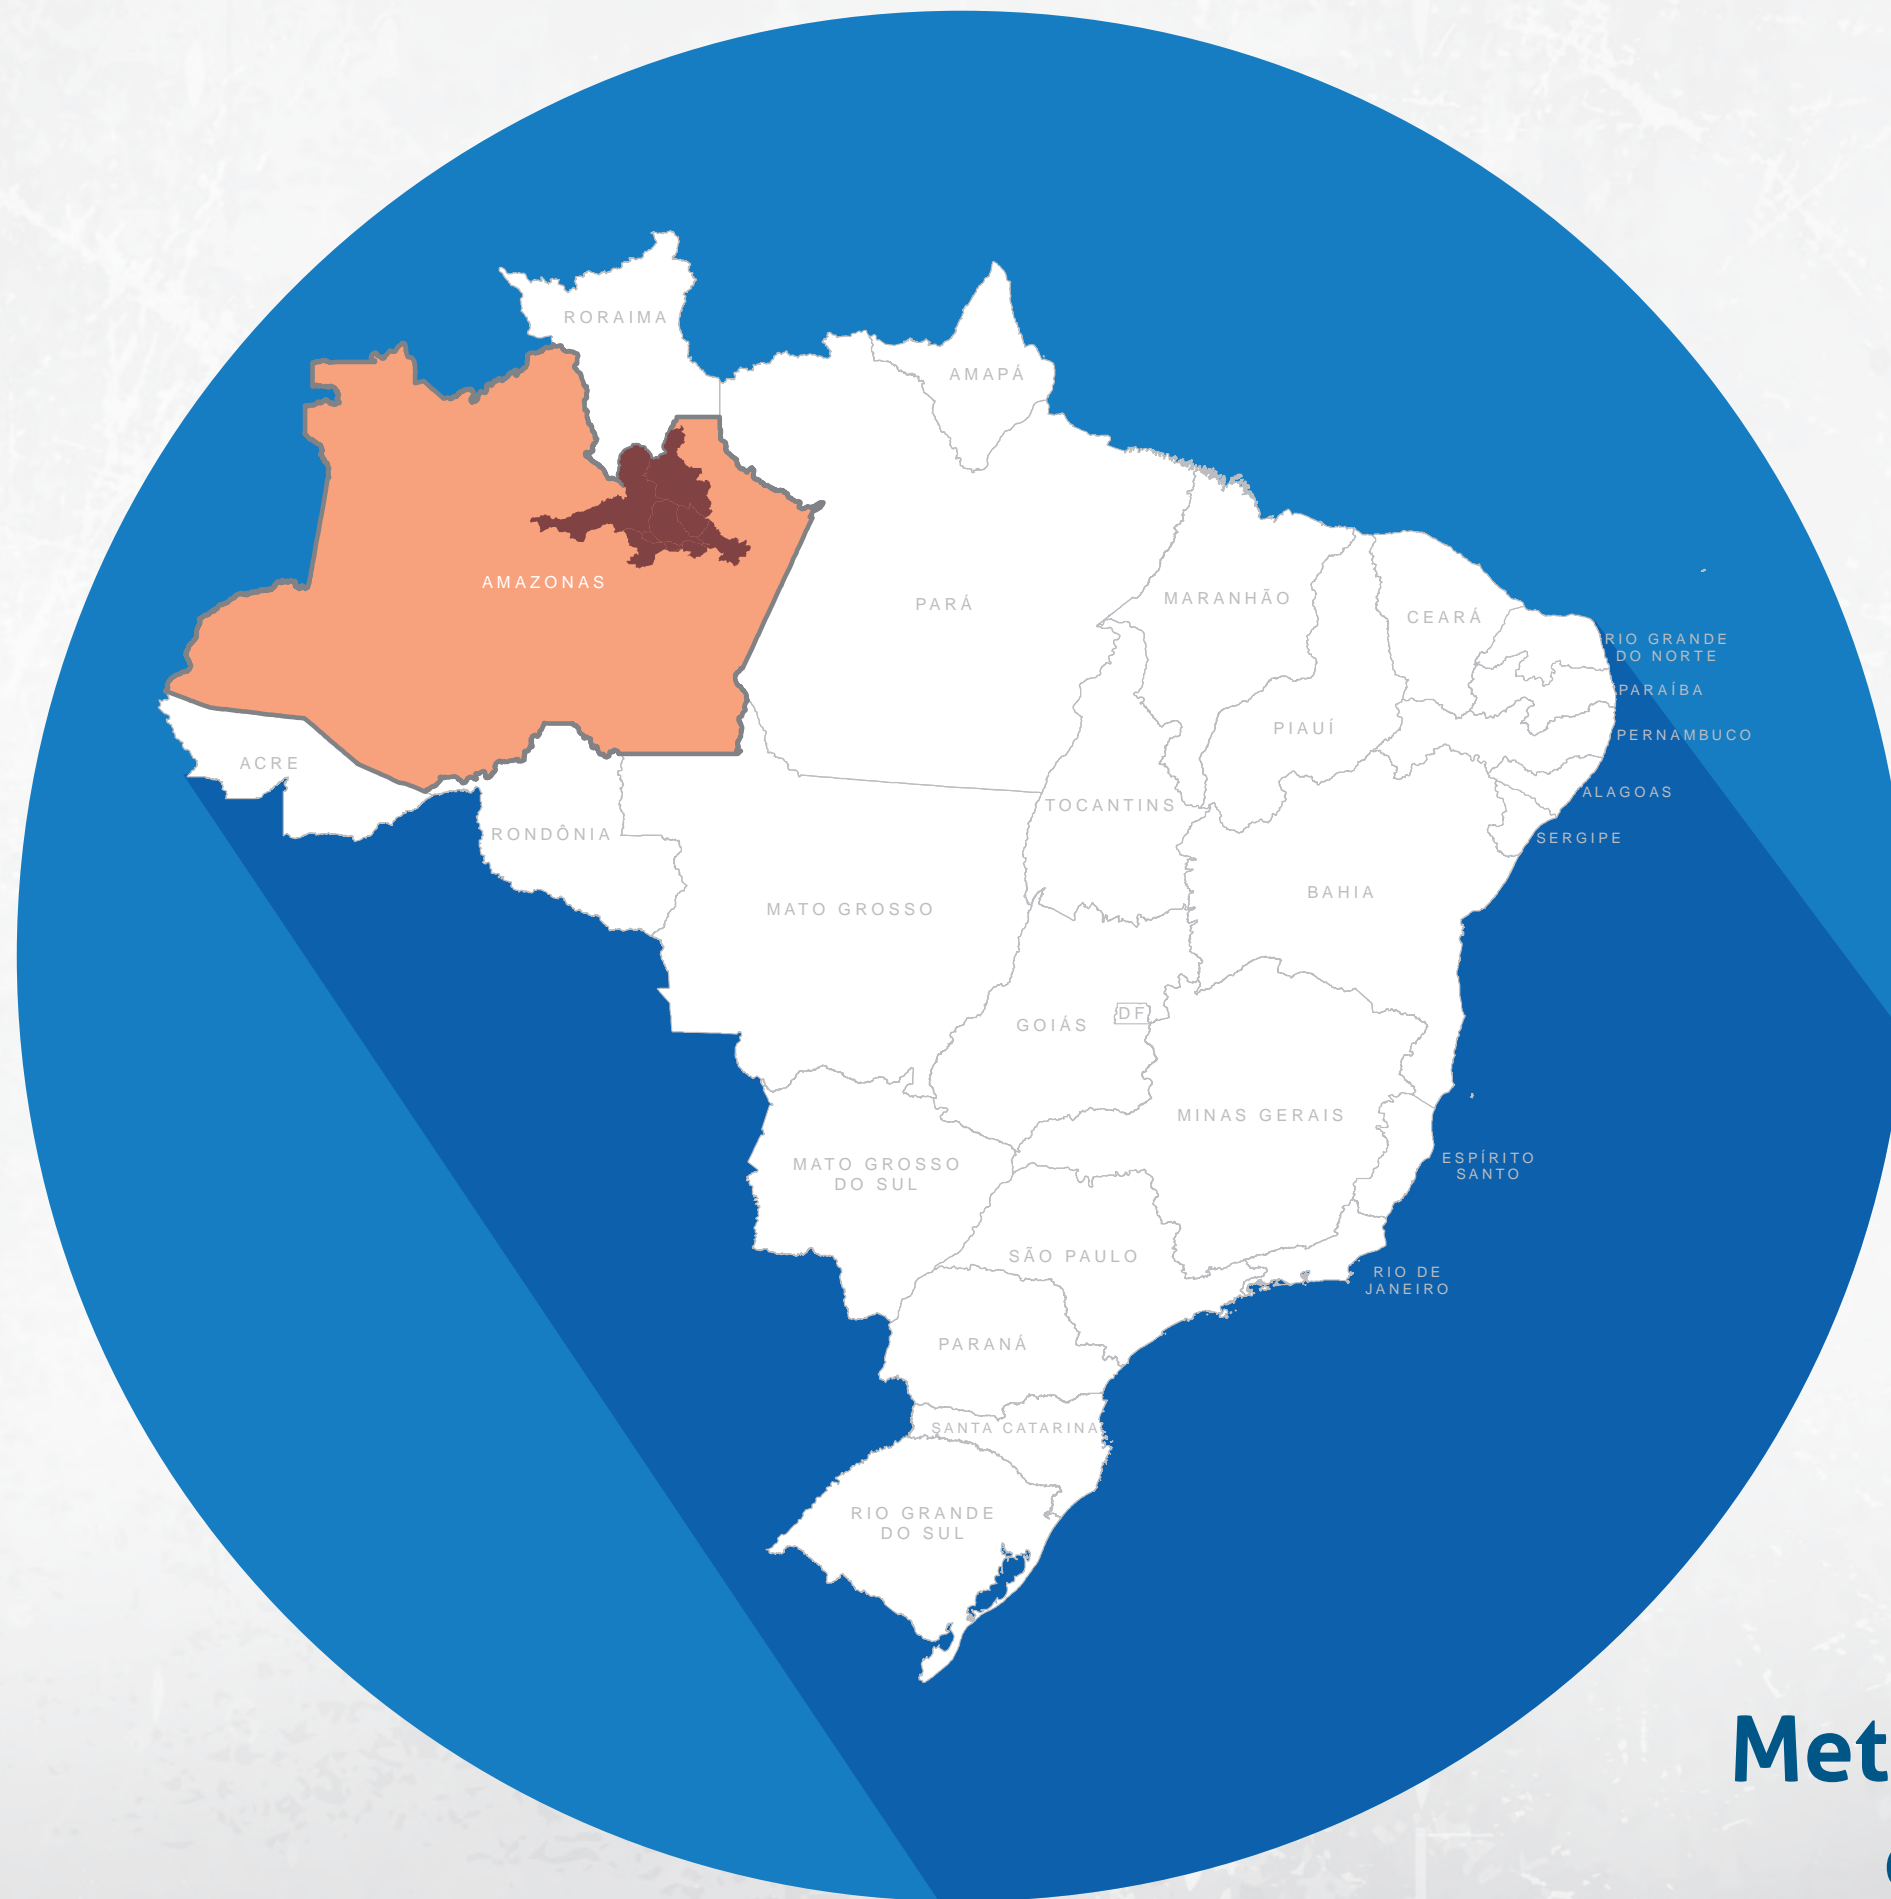 RORAIMA
AMAPÁ
AMAZONAS
PARÁ
MARANHÃO
CEARÁ
RIO GRANDE
DO NORTE
PARAÍBA
PIAUÍ
PERNAMBUCO
ACRE
ALAGOAS
TOCANTINS
RONDÔNIA
SERGIPE
BAHIA
MATO GROSSO
DF
GOIÁS
MINAS GERAIS
ESPÍRITO
SANTO
MATO GROSSO
DO SUL
SÃO PAULO
RIO DE
JANEIRO
PARANÁ
SANTA CATARINA
RIO GRANDE
DO SUL
Met